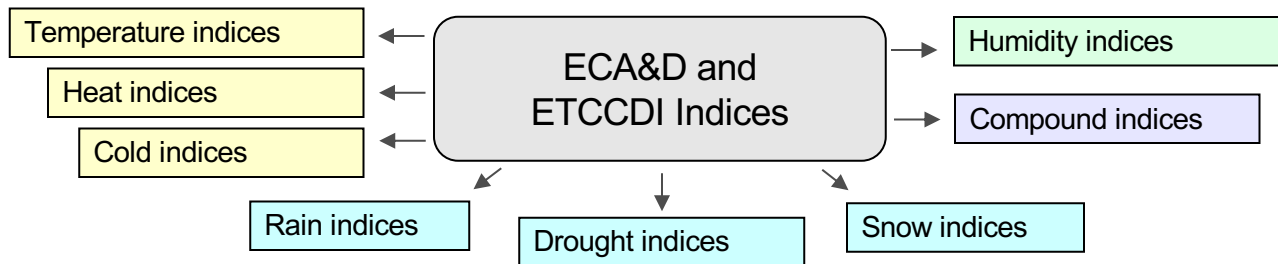 Temperature indices
Heat indices
Cold indices
ECA&D and
ETCCDI Indices
Humidity indices
Compound indices
Rain indices
Drought indices
Snow indices